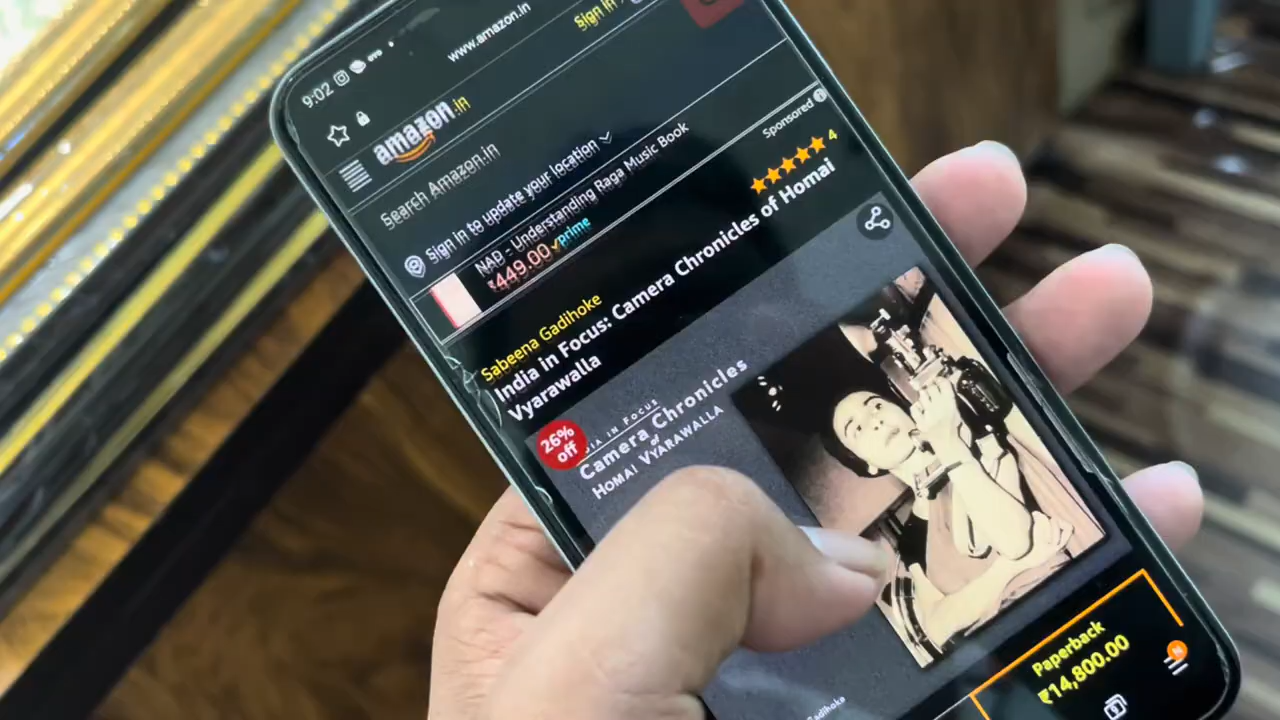 9:02
www.amazon.in
Sign in ›
amazon.in
Search Amazon.in
Sign in to update your location
NAD - Understanding Raga Music Book
₹449.00 prime
Sponsored
Sabeena Gadihoke
4
India in Focus: Camera Chronicles of Homai
Vyarawalla
26%
off
IA IN FOCUS
Camera Chronicles
of
HOMAI VYARAWALLA
Gadihoke
Paperback
₹14,800.00
N